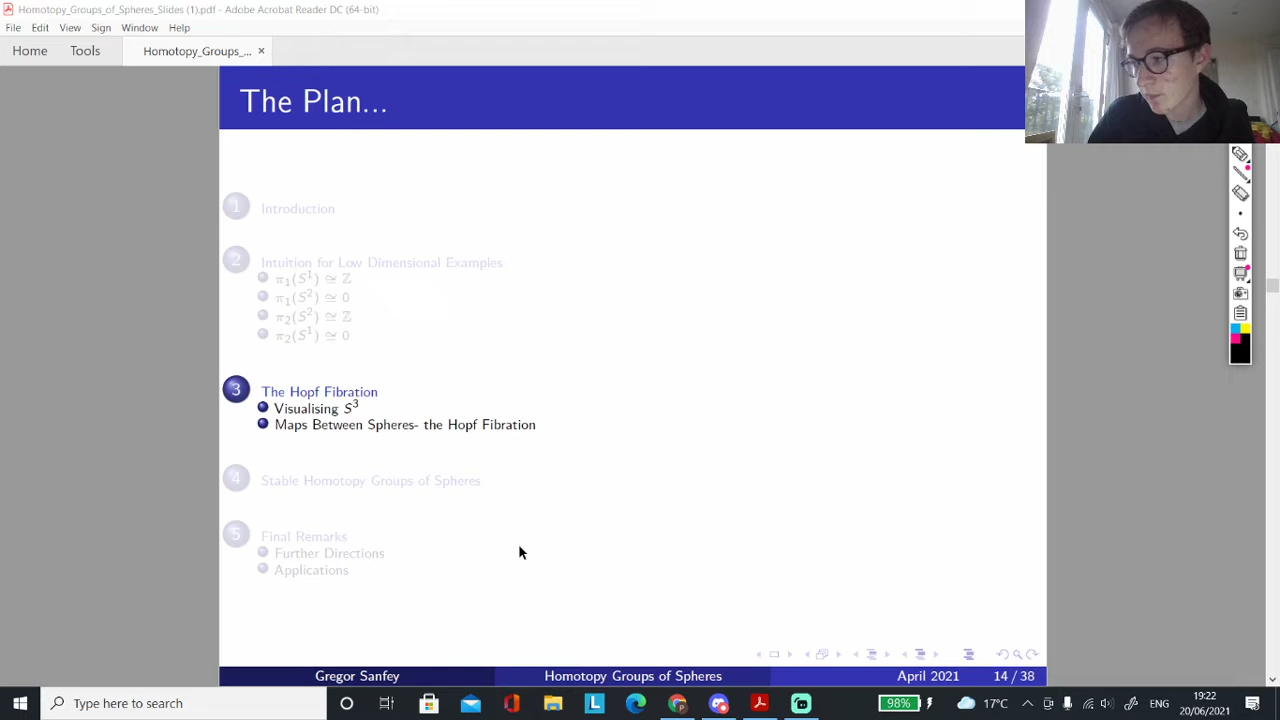 Homotopy_Groups_of_Spheres_Slides (1).pdf - Adobe Acrobat Reader DC (64-bit)
File Edit View Sign Window Help
Home Tools Homotopy_Groups_... ×
The Plan...
1 Introduction
2 Intuition for Low Dimensional Examples
π₁(S¹) ≅ ℤ
π₁(S²) ≅ 0
π₂(S²) ≅ ℤ
π₂(S¹) ≅ 0
3 The Hopf Fibration
Visualising S³
Maps Between Spheres- the Hopf Fibration
4 Stable Homotopy Groups of Spheres
5 Final Remarks
Further Directions
Applications
Gregor Sanfey Homotopy Groups of Spheres April 2021 14 / 38
Type here to search
L
98%
17°C
ENG
19:22
20/06/2021